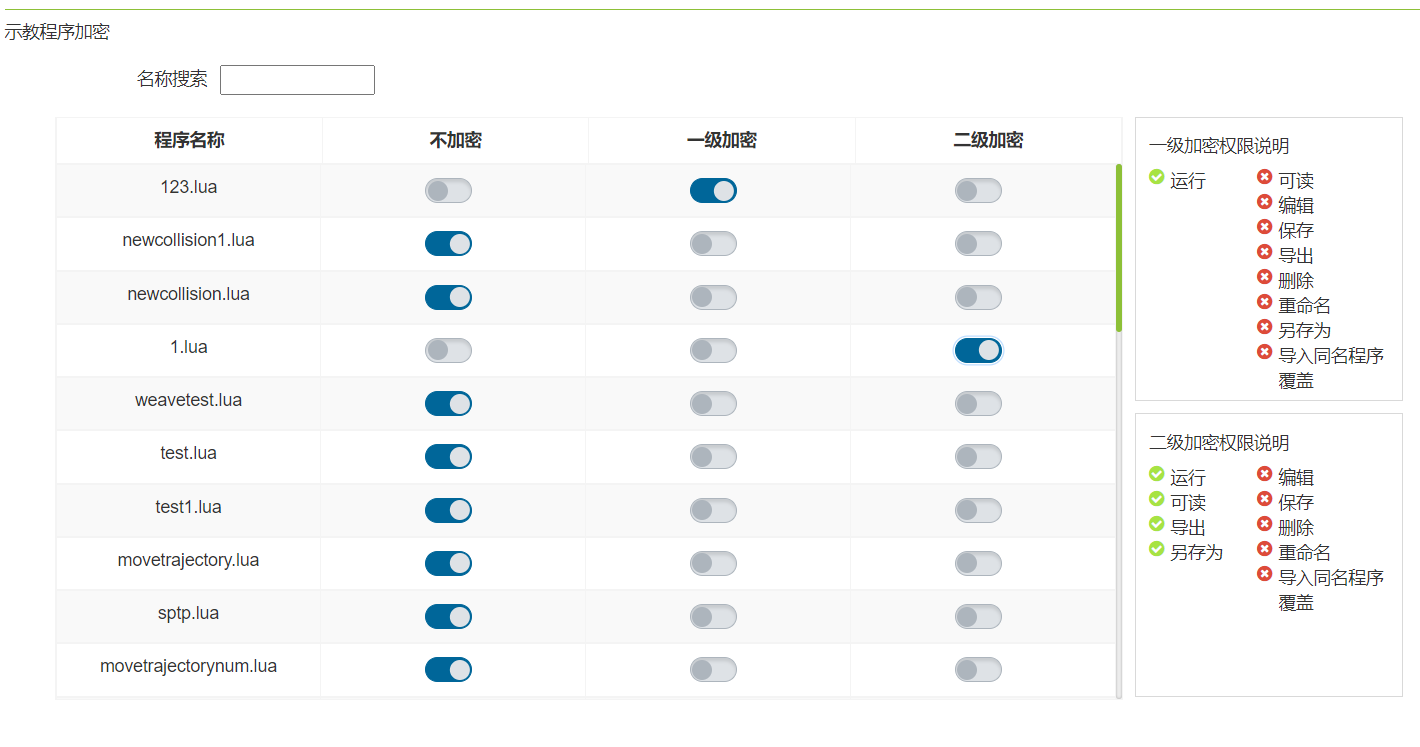 示教程序加密
名称搜索
程序名称 不加密 一级加密 二级加密
123.lua
newcollision1.lua
newcollision.lua
1.lua
weavetest.lua
test.lua
test1.lua
movetrajectory.lua
sptp.lua
movetrajectorynum.lua
一级加密权限说明
运行
可读
编辑
保存
导出
删除
重命名
另存为
导入同名程序
覆盖
二级加密权限说明
运行
可读
导出
另存为
编辑
保存
删除
重命名
导入同名程序
覆盖